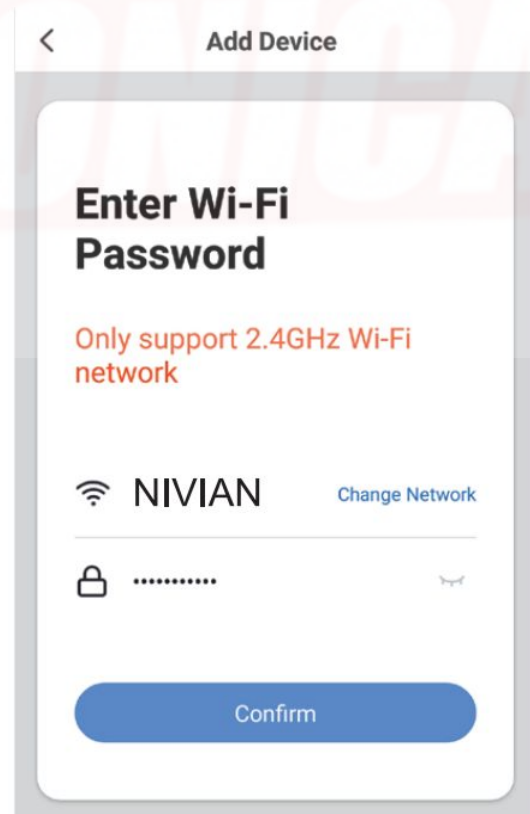 Add Device
Enter Wi-Fi
Password
Only support 2.4GHz Wi-Fi
network
NIVIAN
Change Network
•••••••••••
Confirm